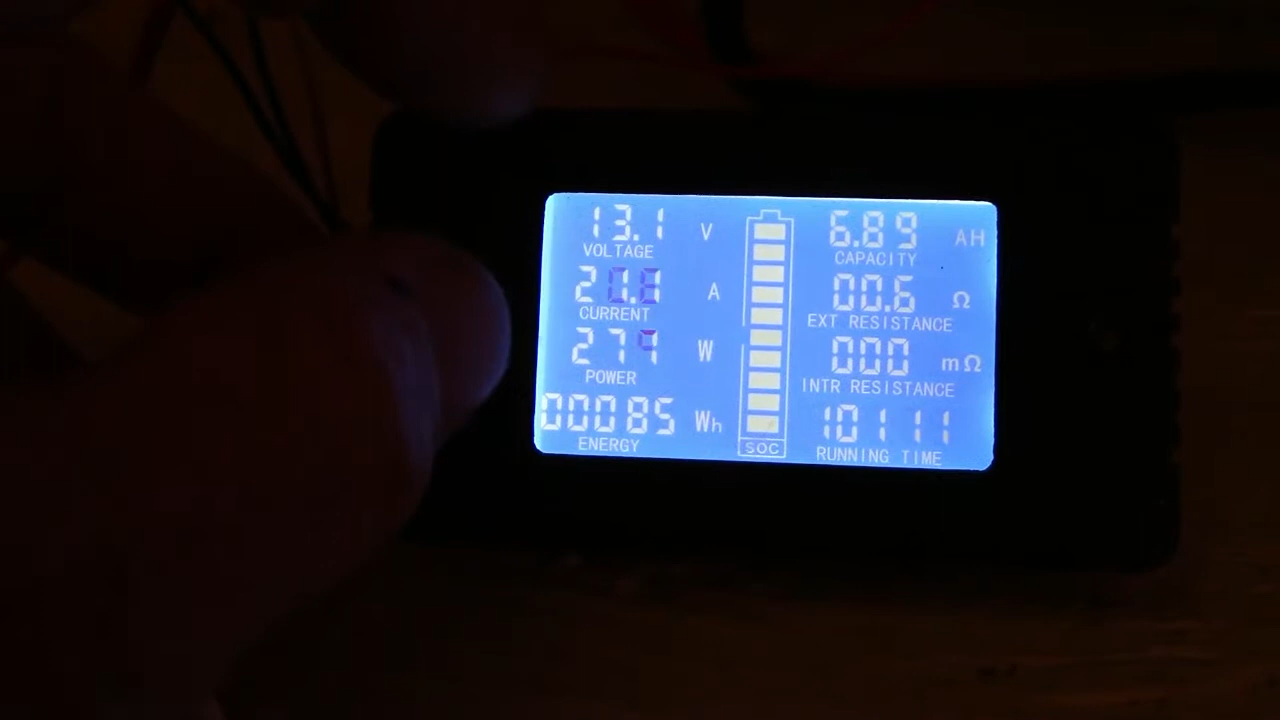 13.1 V
VOLTAGE
A
CURRENT
W
POWER
00085 Wh
ENERGY
SOC
6.89 AH
CAPACITY
00.6 Ω
EXT RESISTANCE
000 mΩ
INTR RESISTANCE
10111
RUNNING TIME